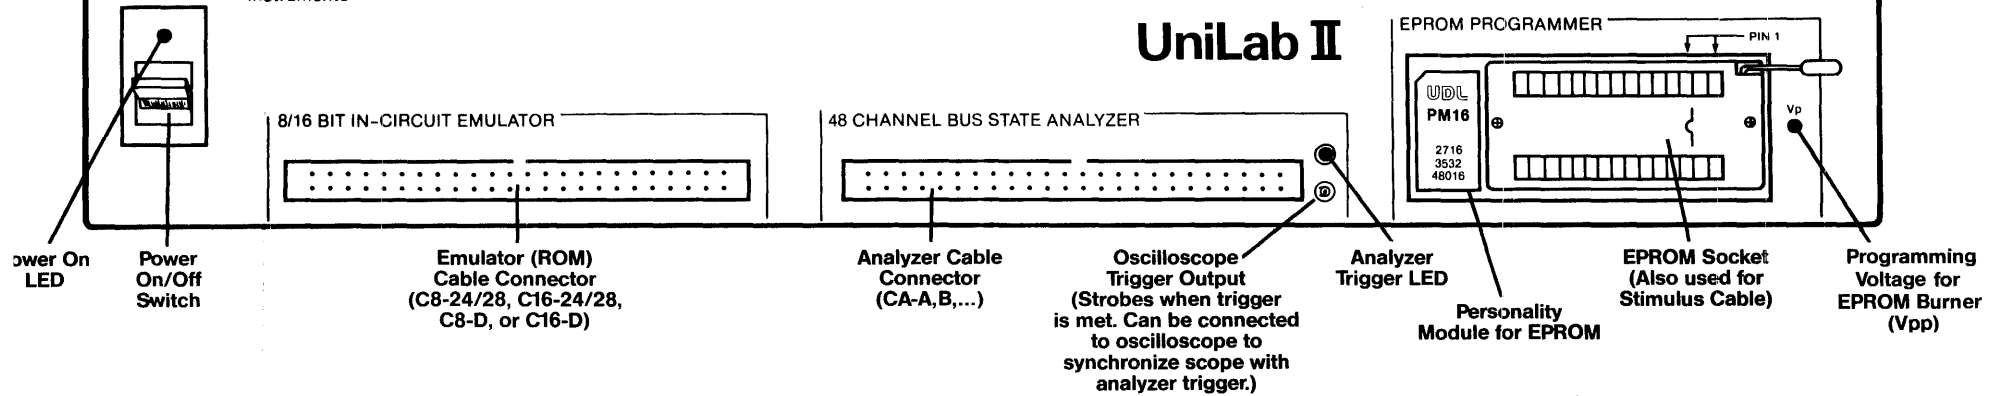 UniLab II
EPROM PROGRAMMER
PIN 1
UDL
PM16
2716
3532
48016
Vp
8/16 BIT IN-CIRCUIT EMULATOR
48 CHANNEL BUS STATE ANALYZER
ower On
LED
Power
On/Off
Switch
Emulator (ROM)
Cable Connector
(C8-24/28, C16-24/28,
C8-D, or C16-D)
Analyzer Cable
Connector
(CA-A,B,...)
Oscilloscope
Trigger Output
(Strobes when trigger
is met. Can be connected
to oscilloscope to
synchronize scope with
analyzer trigger.)
Analyzer
Trigger LED
Personality
Module for EPROM
EPROM Socket
(Also used for
Stimulus Cable)
Programming
Voltage for
EPROM Burner
(Vpp)